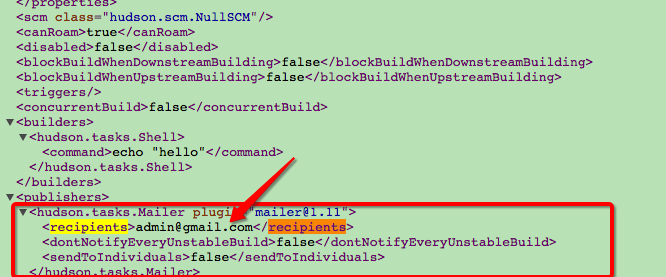 </properties>
<scm class="hudson.scm.NullSCM"/>
<canRoam>true</canRoam>
<disabled>false</disabled>
<blockBuildWhenDownstreamBuilding>false</blockBuildWhenDownstreamBuilding>
<blockBuildWhenUpstreamBuilding>false</blockBuildWhenUpstreamBuilding>
<triggers/>
<concurrentBuild>false</concurrentBuild>
▼<builders>
▼<hudson.tasks.Shell>
<command>echo "hello"</command>
</hudson.tasks.Shell>
</builders>
▼<publishers>
▼<hudson.tasks.Mailer plugin="mailer@1.11">
<recipients>admin@gmail.com</recipients>
<dontNotifyEveryUnstableBuild>false</dontNotifyEveryUnstableBuild>
<sendToIndividuals>false</sendToIndividuals>
</hudson.tasks.Mailer>